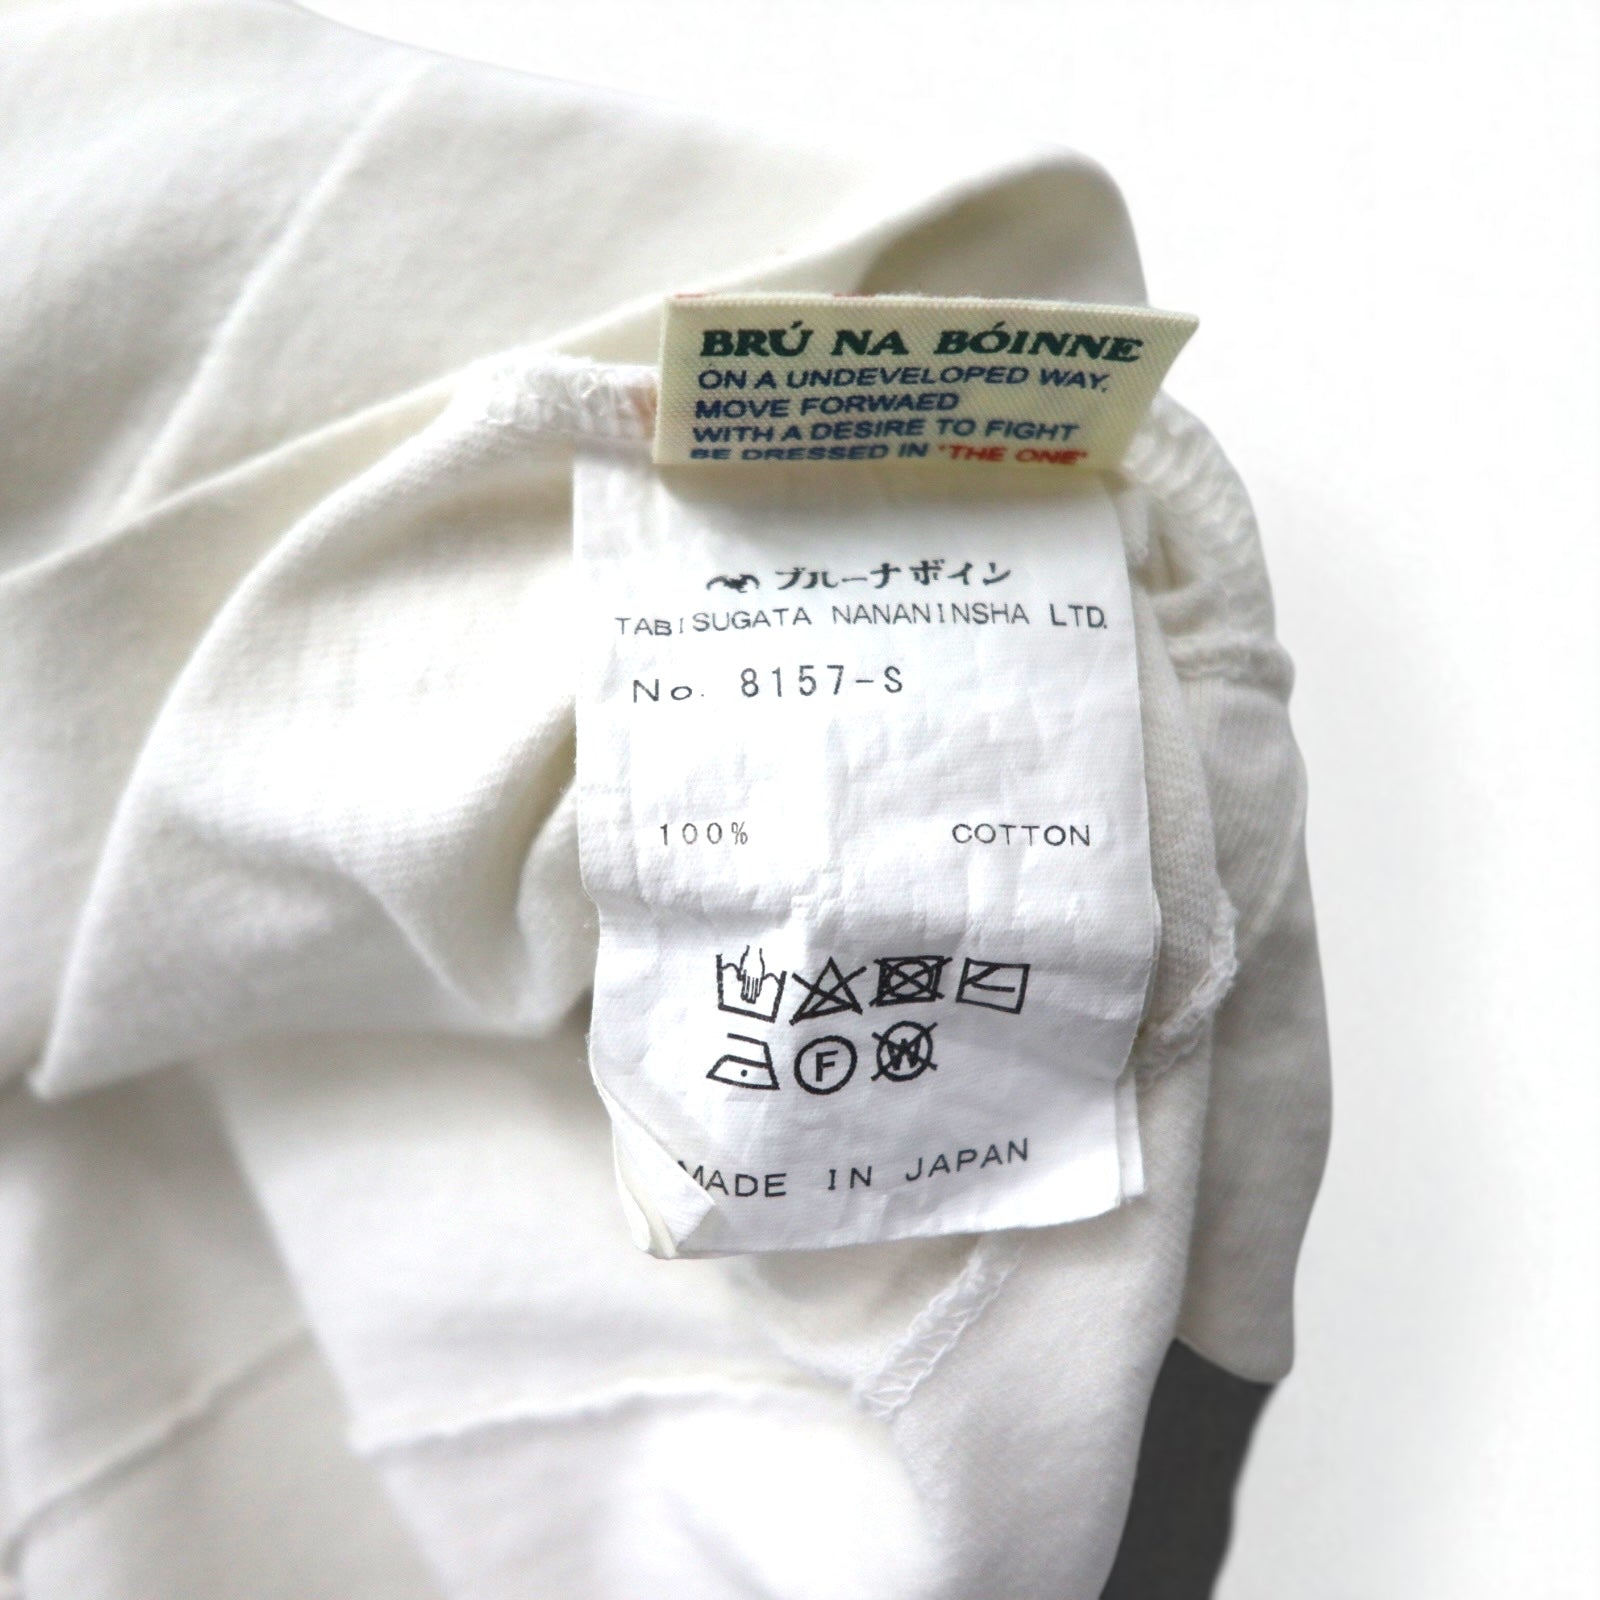 BRÚ NA BÓINNE
ON A UNDEVELOPED WAY,
MOVE FORWAED
WITH A DESIRE TO FIGHT
BE DRESSED IN "THE ONE"
ブルーナボイン
TABISUGATA NANANINSHA LTD.
No. 8157-S
100% COTTON
F W
MADE IN JAPAN